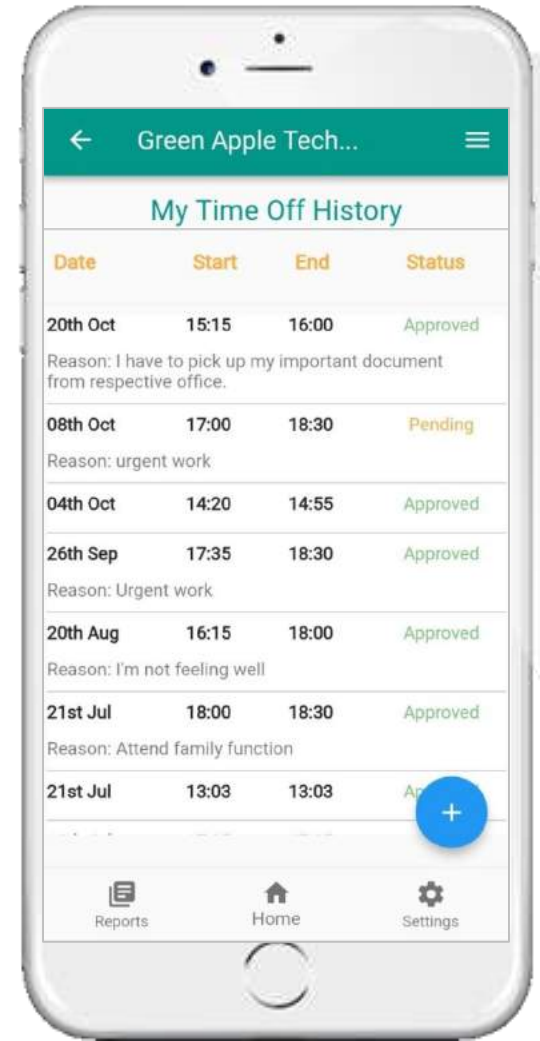 Green Apple Tech...
My Time Off History
Date Start End Status
20th Oct 15:15 16:00 Approved
Reason: I have to pick up my important document
from respective office.
08th Oct 17:00 18:30 Pending
Reason: urgent work
04th Oct 14:20 14:55 Approved
26th Sep 17:35 18:30 Approved
Reason: Urgent work
20th Aug 16:15 18:00 Approved
Reason: I'm not feeling well
21st Jul 18:00 18:30 Approved
Reason: Attend family function
21st Jul 13:03 13:03
+
Reports Home Settings